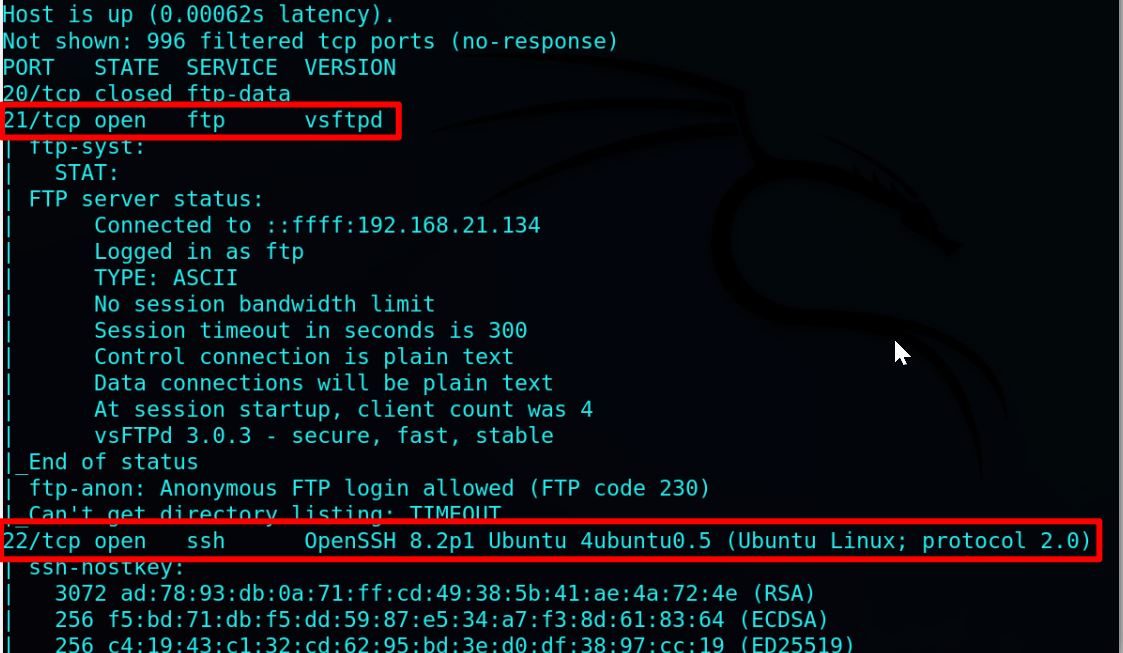 Host is up (0.00062s latency).
Not shown: 996 filtered tcp ports (no-response)
PORT   STATE  SERVICE  VERSION
20/tcp closed ftp-data
21/tcp open   ftp      vsftpd
| ftp-syst:
|   STAT:
| FTP server status:
|      Connected to ::ffff:192.168.21.134
|      Logged in as ftp
|      TYPE: ASCII
|      No session bandwidth limit
|      Session timeout in seconds is 300
|      Control connection is plain text
|      Data connections will be plain text
|      At session startup, client count was 4
|      vsFTPd 3.0.3 - secure, fast, stable
|_End of status
| ftp-anon: Anonymous FTP login allowed (FTP code 230)
|_Can't get directory listing: TIMEOUT
22/tcp open   ssh      OpenSSH 8.2p1 Ubuntu 4ubuntu0.5 (Ubuntu Linux; protocol 2.0)
| ssh-hostkey:
|   3072 ad:78:93:db:0a:71:ff:cd:49:38:5b:41:ae:4a:72:4e (RSA)
|   256 f5:bd:71:db:f5:dd:59:87:e5:34:a7:f3:8d:61:83:64 (ECDSA)
|   256 c4:19:43:c1:32:cd:62:95:bd:3e:d0:df:38:97:cc:19 (ED25519)